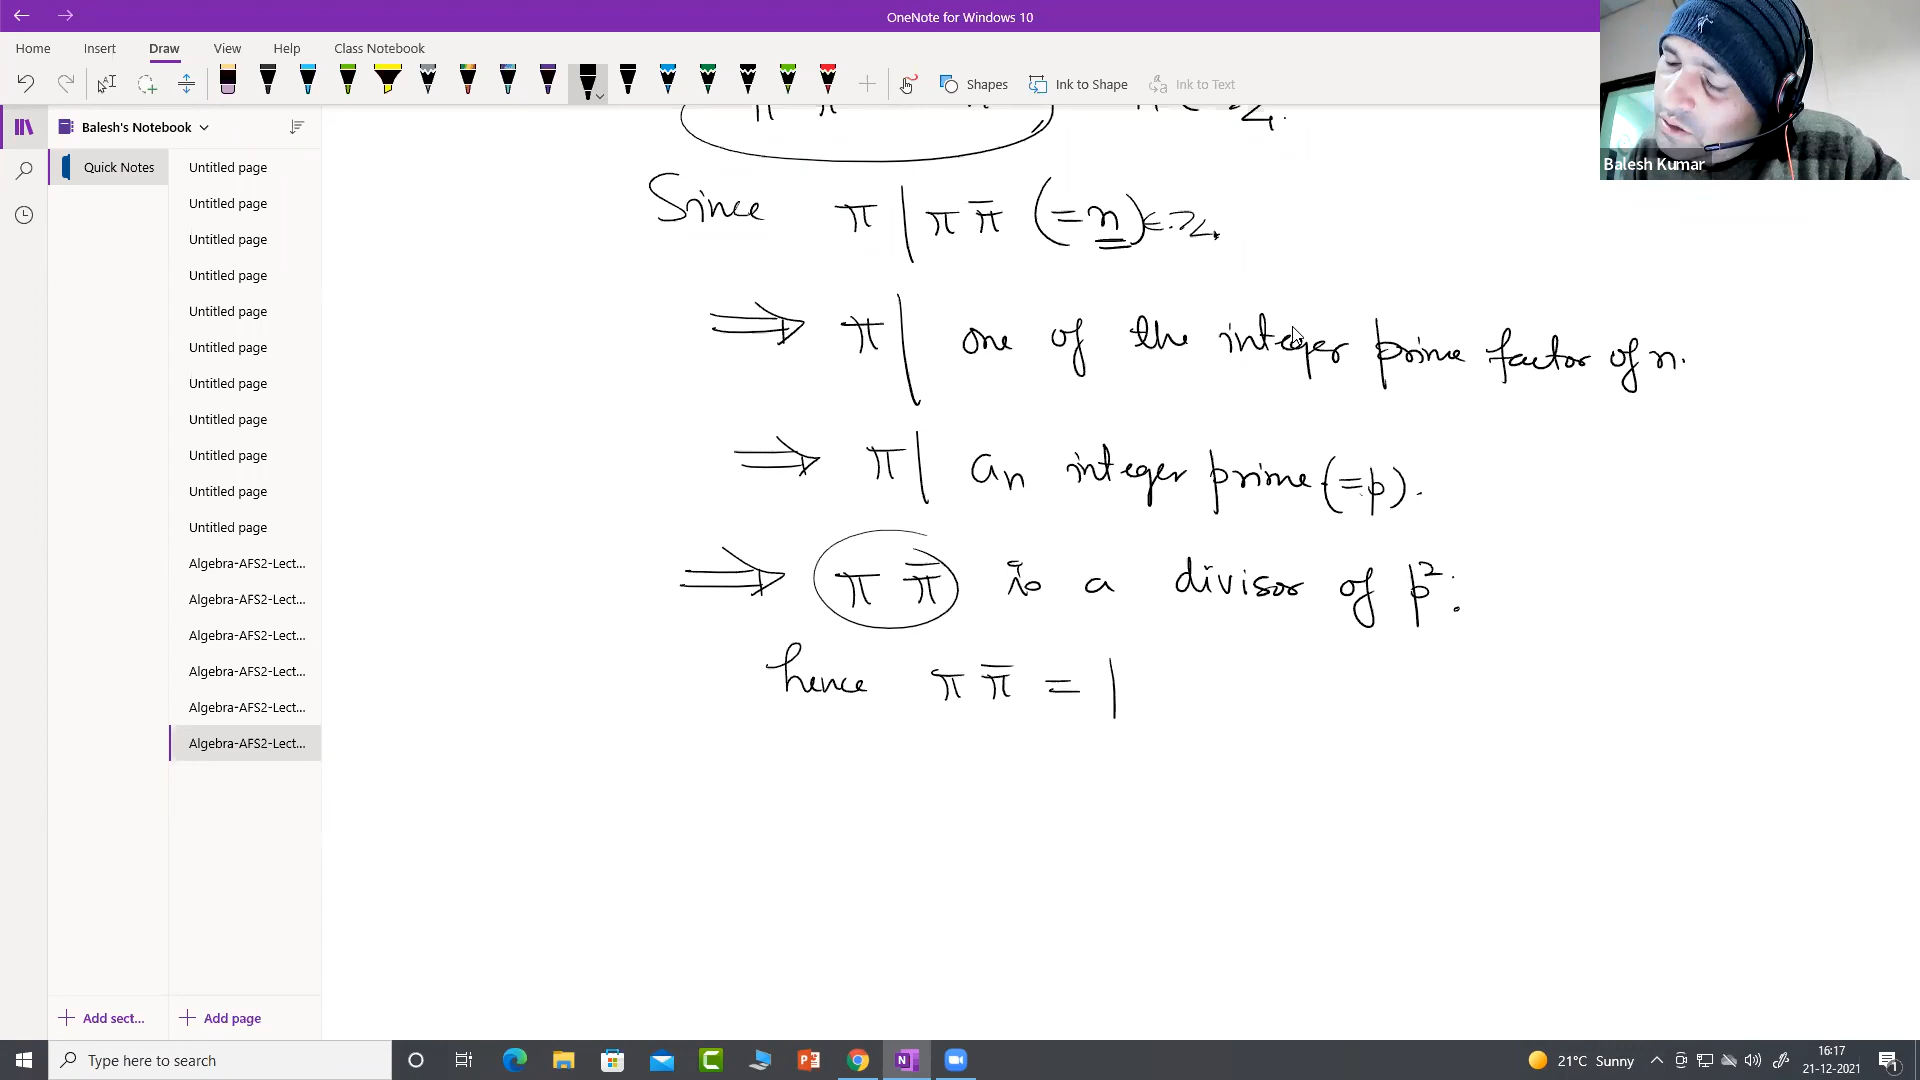 OneNote for Windows 10
Home Insert Draw View Help Class Notebook
Shapes Ink to Shape Ink to Text
Balesh Kumar
Balesh's Notebook
Quick Notes
Untitled page
Untitled page
Untitled page
Untitled page
Untitled page
Untitled page
Untitled page
Untitled page
Untitled page
Untitled page
Untitled page
Algebra-AFS2-Lect...
Algebra-AFS2-Lect...
Algebra-AFS2-Lect...
Algebra-AFS2-Lect...
Algebra-AFS2-Lect...
Algebra-AFS2-Lect...
Since π | π π̄ (= n) ∈ ℤ.
⟹ π | one of the integer prime factor of n.
⟹ π | an integer prime (= p).
⟹ π π̄ is a divisor of p².
hence π π̄ = |
Add sect... Add page
Type here to search
21°C Sunny
16:17
21-12-2021
1